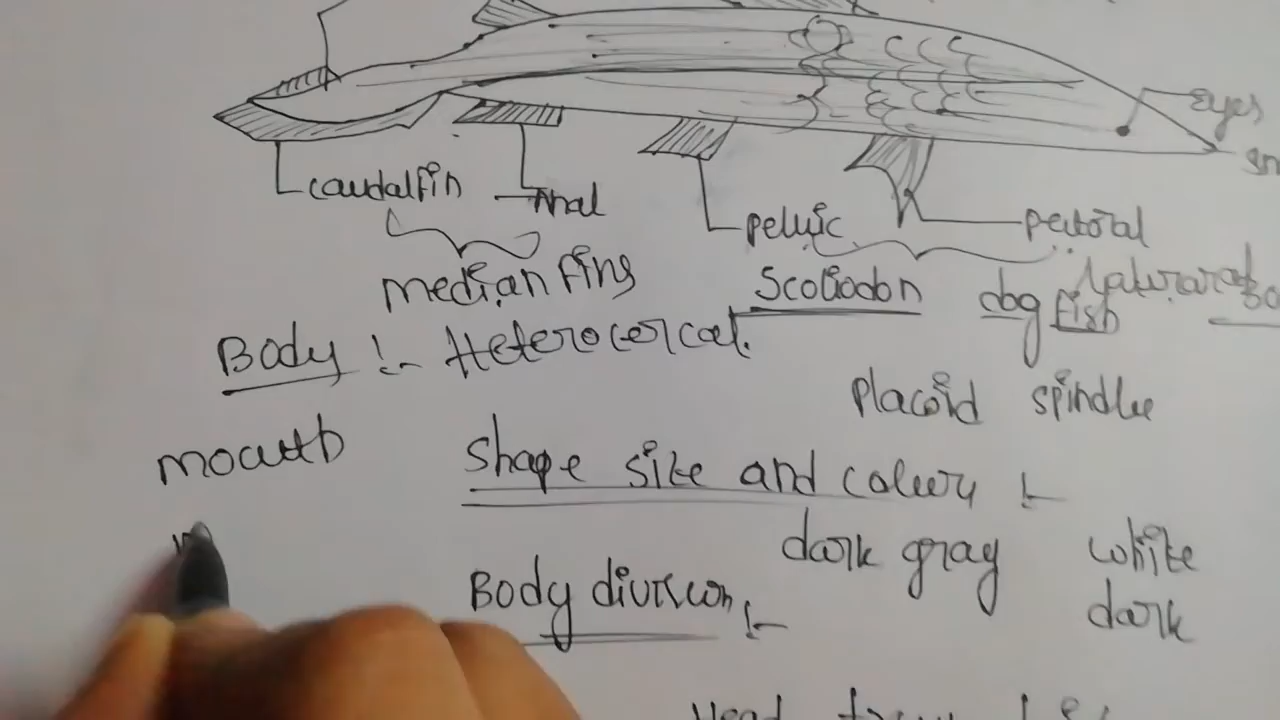 eyes
caudalfin
Anal
pelvic
pectoral
median fins
Scoliodon dog fish
Body :- Heterocercal.
placoid spindle
mouth
shape size and colour :-
dark gray white
dark
Body division :-
Head